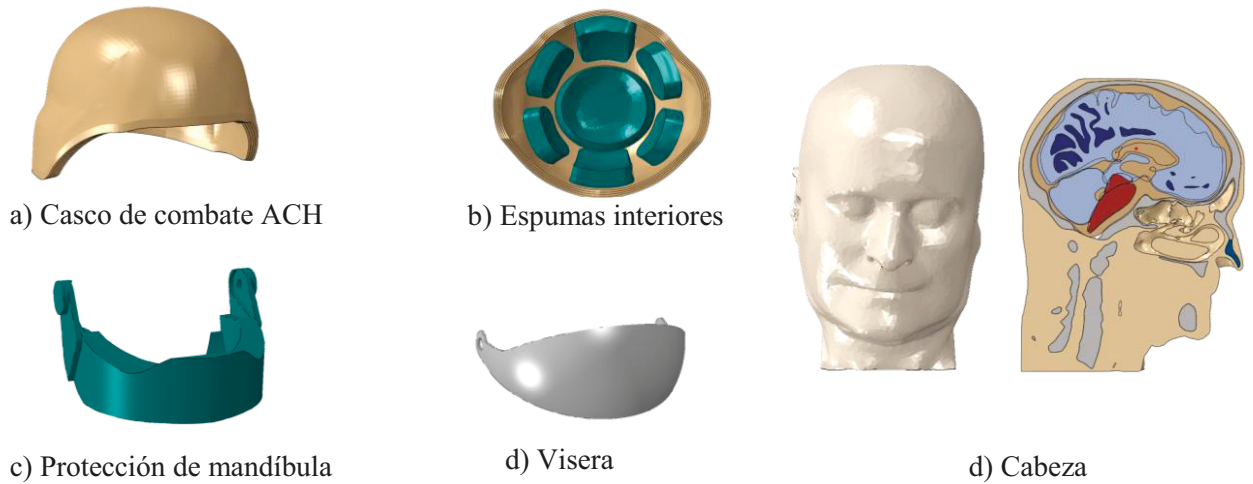 a) Casco de combate ACH
b) Espumas interiores
c) Protección de mandíbula
d) Visera
d) Cabeza